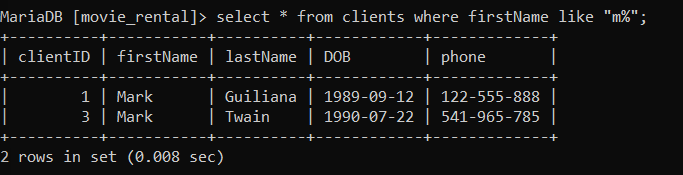 MariaDB [movie_rental]> select * from clients where firstName like "m%";
+----------+-----------+----------+------------+-------------+
| clientID | firstName | lastName | DOB        | phone       |
+----------+-----------+----------+------------+-------------+
|        1 | Mark      | Guiliana | 1989-09-12 | 122-555-888 |
|        3 | Mark      | Twain    | 1990-07-22 | 541-965-785 |
+----------+-----------+----------+------------+-------------+
2 rows in set (0.008 sec)